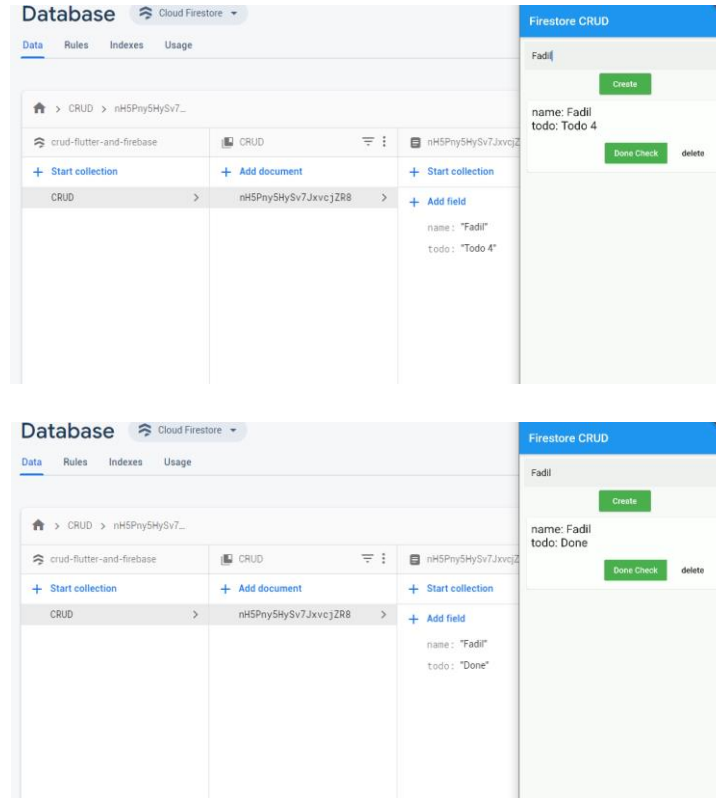 Database Cloud Firestore
Data Rules Indexes Usage
> CRUD > nH5Pny5HySv7…
crud-flutter-and-firebase
+ Start collection
CRUD >
CRUD
+ Add document
nH5Pny5HySv7JxvcjZR8 >
nH5Pny5HySv7JxvcjZ
+ Start collection
+ Add field
name: "Fadil"
todo: "Todo 4"
Firestore CRUD
Fadil
Create
name: Fadil
todo: Todo 4
Done Check delete
Database Cloud Firestore
Data Rules Indexes Usage
> CRUD > nH5Pny5HySv7…
crud-flutter-and-firebase
+ Start collection
CRUD >
CRUD
+ Add document
nH5Pny5HySv7JxvcjZR8 >
nH5Pny5HySv7JxvcjZ
+ Start collection
+ Add field
name: "Fadil"
todo: "Done"
Firestore CRUD
Fadil
Create
name: Fadil
todo: Done
Done Check delete